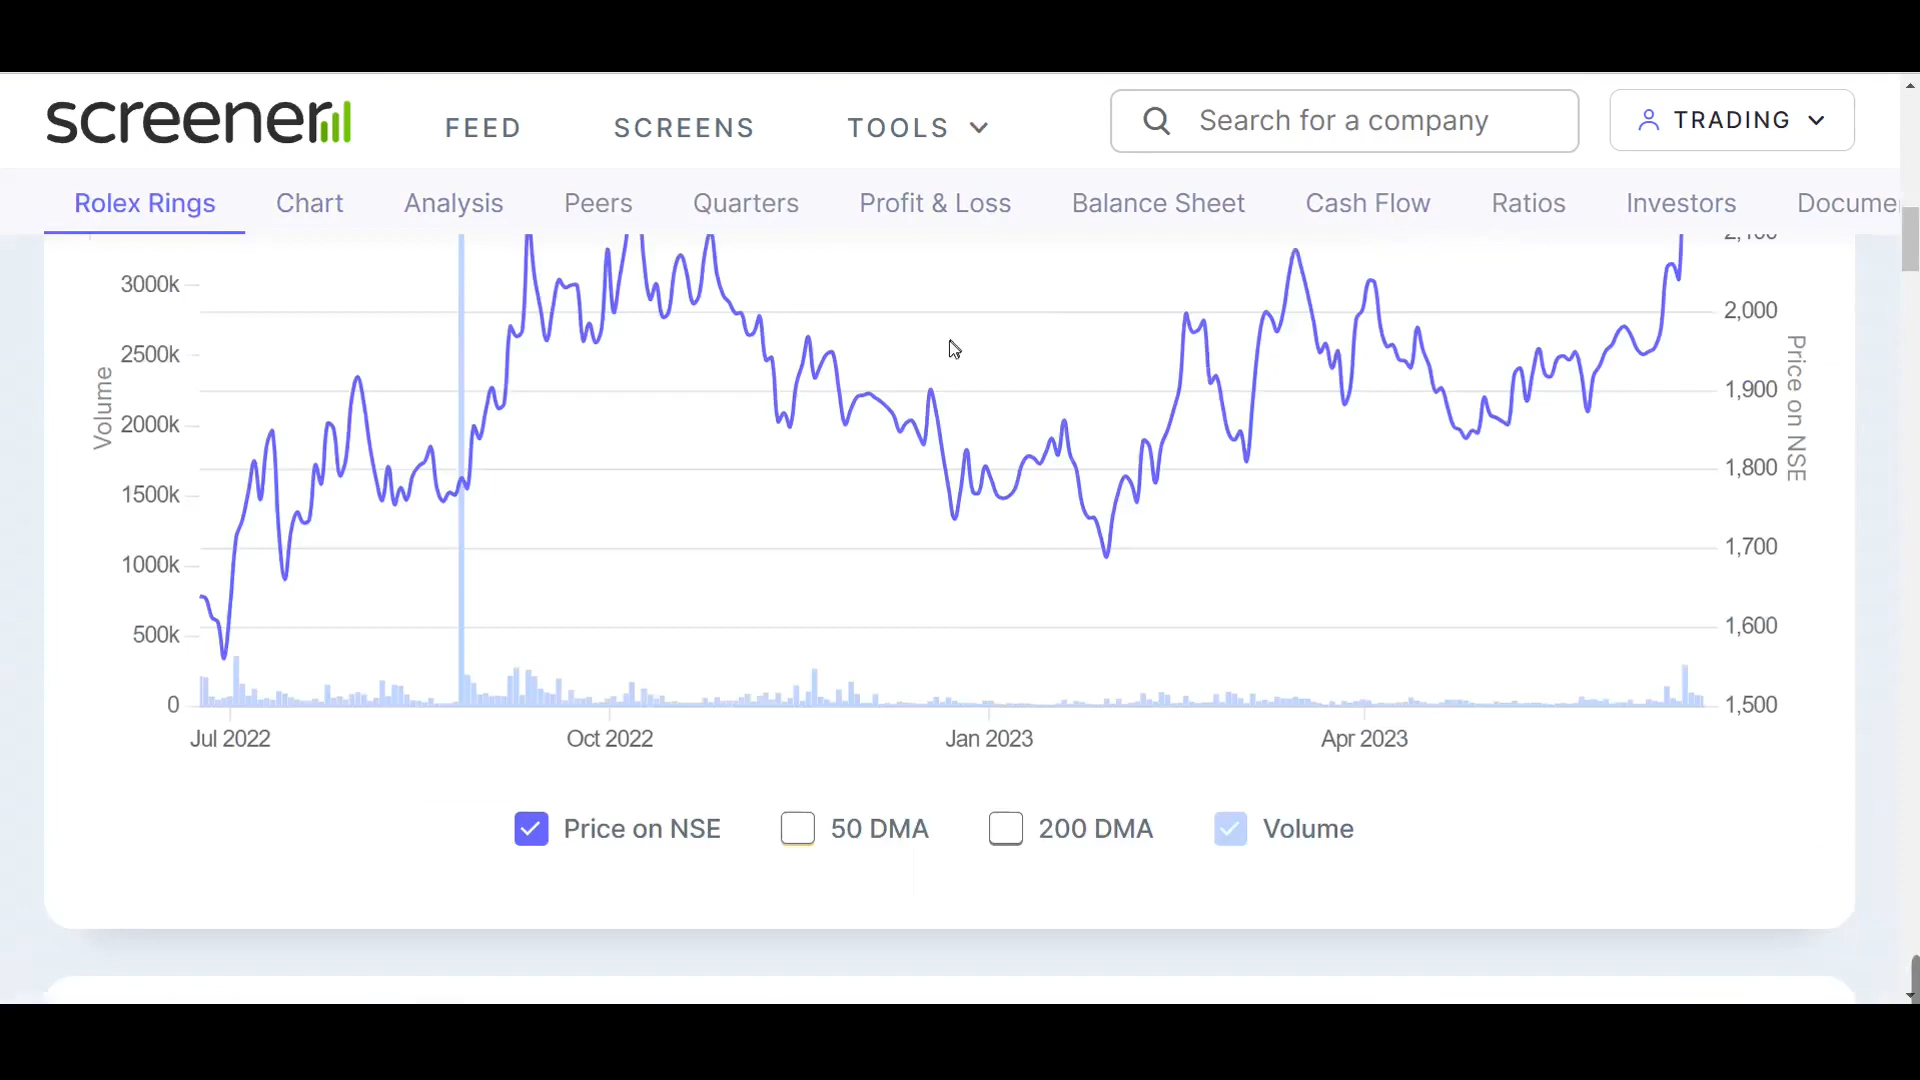 screener
FEED
SCREENS
TOOLS
Search for a company
TRADING
Rolex Rings
Chart
Analysis
Peers
Quarters
Profit & Loss
Balance Sheet
Cash Flow
Ratios
Investors
Docume
3000k
2500k
2000k
1500k
1000k
500k
0
Volume
2,100
2,000
1,900
1,800
1,700
1,600
1,500
Price on NSE
Jul 2022
Oct 2022
Jan 2023
Apr 2023
Price on NSE
50 DMA
200 DMA
Volume